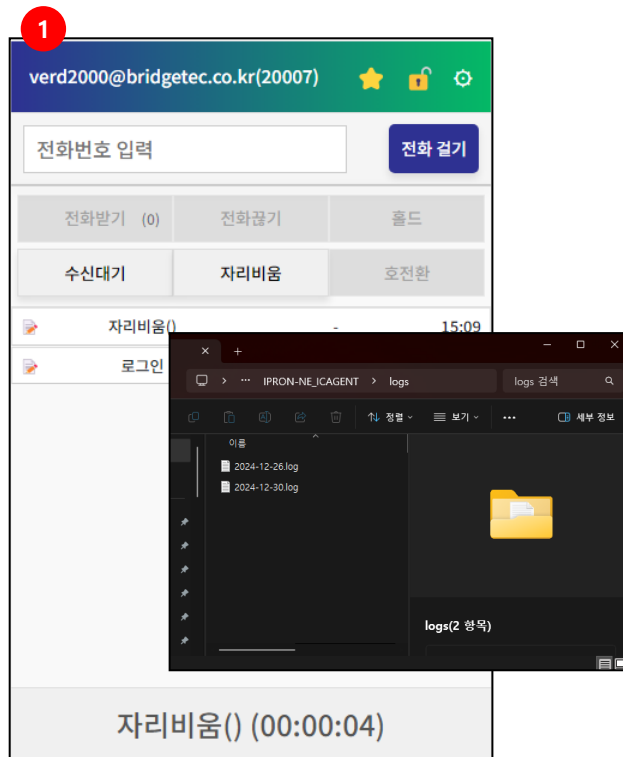 1
verd2000@bridgetec.co.kr(20007)
전화번호 입력
전화 걸기
전화받기 (0)
전화끊기
홀드
수신대기
자리비움
호전환
자리비움() - 15:09
로그인
IPRON-NE_ICAGENT > logs
logs 검색
정렬
보기
세부 정보
이름
2024-12-26.log
2024-12-30.log
logs(2 항목)
자리비움() (00:00:04)